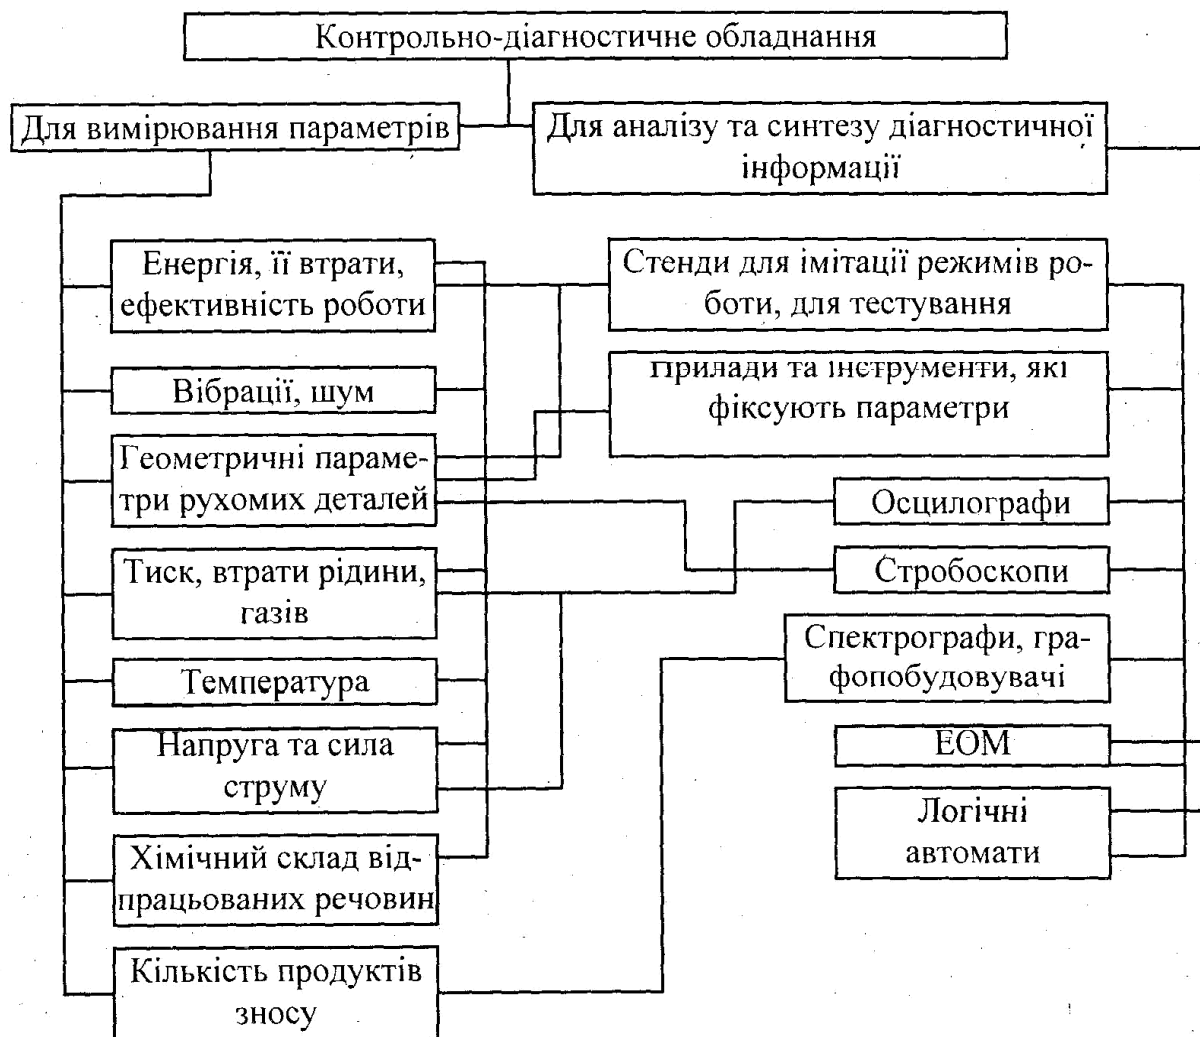 Контрольно-діагностичне обладнання
Для вимірювання параметрів
Для аналізу та синтезу діагностичної
інформації
Енергія, її втрати,
ефективність роботи
Вібрації, шум
Геометричні параме-
три рухомих деталей
Тиск, втрати рідини,
газів
Температура
Напруга та сила
струму
Хімічний склад від-
працьованих речовин
Кількість продуктів
зносу
Стенди для імітації режимів ро-
боти, для тестування
Прилади та інструменти, які
фіксують параметри
Осцилографи
Стробоскопи
Спектрографи, гра-
фопобудовувачі
ЕОМ
Логічні
автомати